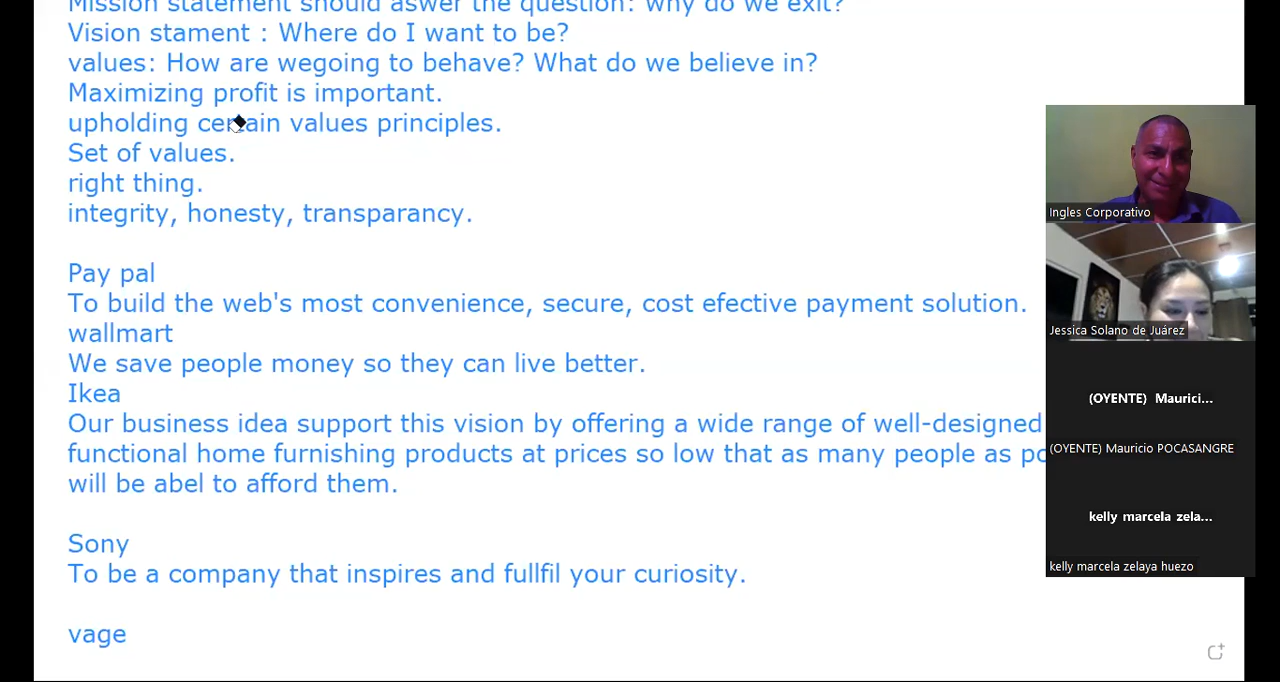 Mission statement should aswer the question: why do we exit?
Vision stament : Where do I want to be?
values: How are wegoing to behave? What do we believe in?
Maximizing profit is important.
upholding certain values principles.
Set of values.
right thing.
integrity, honesty, transparancy.
Pay pal
To build the web's most convenience, secure, cost efective payment solution.
wallmart
We save people money so they can live better.
Ikea
Our business idea support this vision by offering a wide range of well-designed
functional home furnishing products at prices so low that as many people as
will be abel to afford them.
Sony
To be a company that inspires and fullfil your curiosity.
vage
Ingles Corporativo
Jessica Solano de Juárez
(OYENTE) Maurici...
(OYENTE) Mauricio POCASANGRE
kelly marcela zela...
kelly marcela zelaya huezo